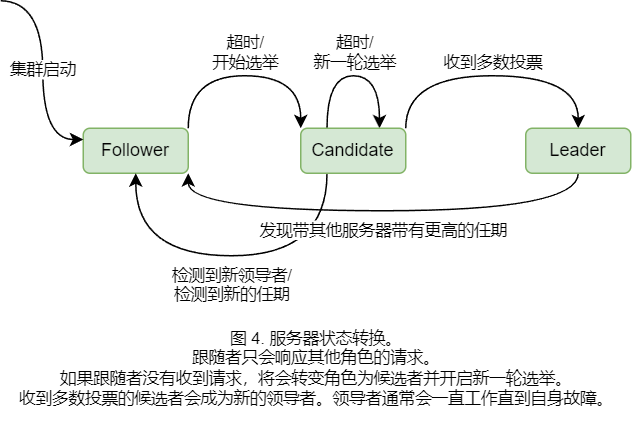 超时/
开始选举
超时/
新一轮选举
收到多数投票
集群启动
Follower
Candidate
Leader
发现带其他服务器带有更高的任期
检测到新领导者/
检测到新的任期
图 4. 服务器状态转换。
跟随者只会响应其他角色的请求。
如果跟随者没有收到请求，将会转变角色为候选者并开启新一轮选举。
收到多数投票的候选者会成为新的领导者。领导者通常会一直工作直到自身故障。